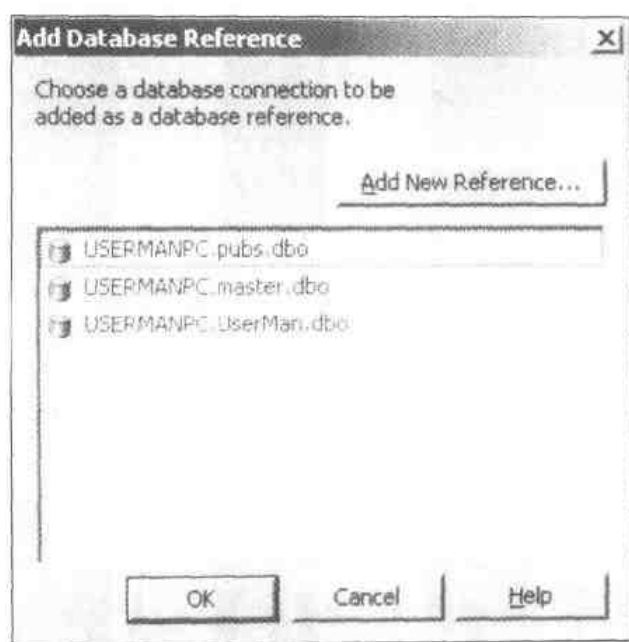 Add Database Reference
Choose a database connection to be
added as a database reference.
Add New Reference...
USERMANPC.pubs.dbo
USERMANPC.master.dbo
USERMANPC.UserMan.dbo
OK
Cancel
Help